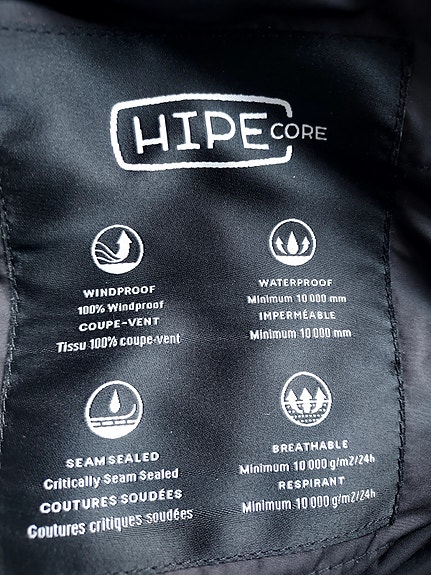 HIPE CORE
WINDPROOF
100% Windproof
COUPE-VENT
Tissu 100% coupe-vent
WATERPROOF
Minimum 10 000 mm
IMPERMÉABLE
Minimum 10 000 mm
SEAM SEALED
Critically Seam Sealed
COUTURES SOUDÉES
Coutures critiques soudées
BREATHABLE
Minimum 10 000 g/m2/24h
RESPIRANT
Minimum 10 000 g/m2/24h